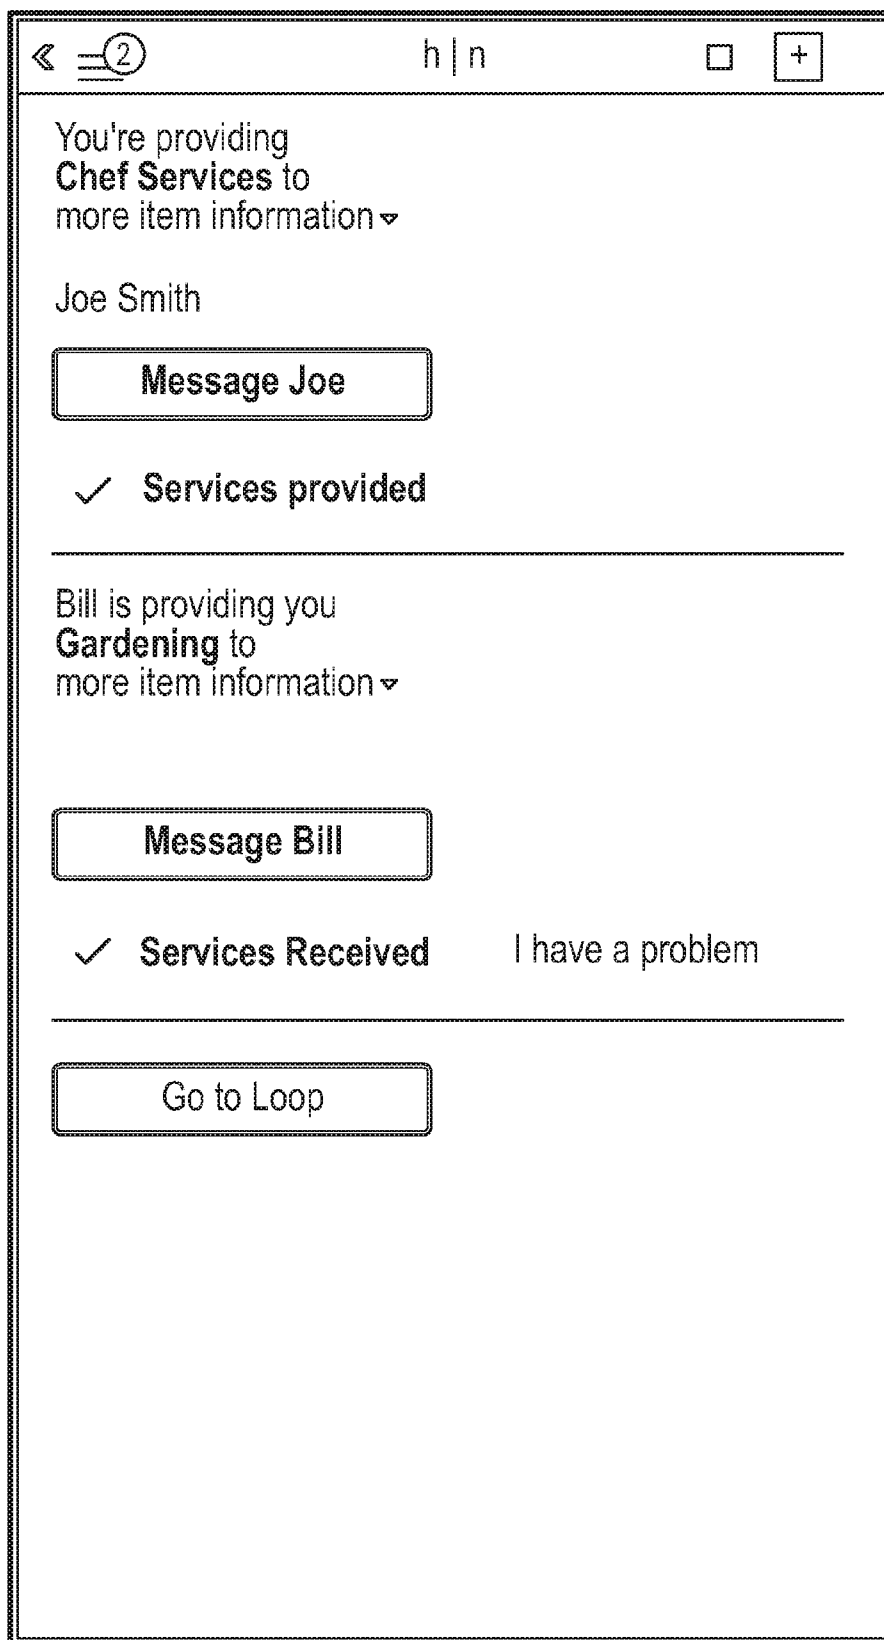 2 h|n +
You're providing
Chef Services to
more item information
Joe Smith
Message Joe
Services provided
Bill is providing you
Gardening to
more item information
Message Bill
Services Received I have a problem
Go to Loop